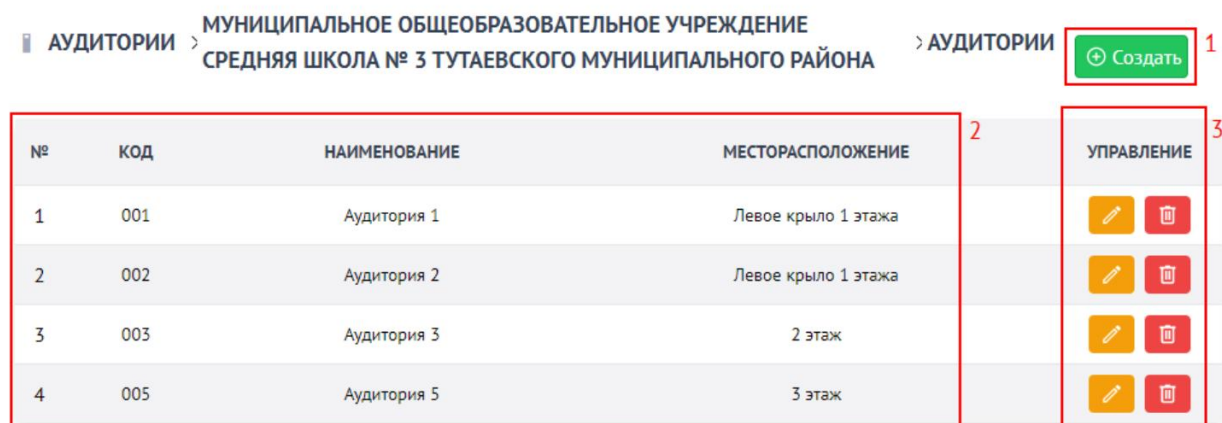 АУДИТОРИИ > МУНИЦИПАЛЬНОЕ ОБЩЕОБРАЗОВАТЕЛЬНОЕ УЧРЕЖДЕНИЕ
СРЕДНЯЯ ШКОЛА № 3 ТУТАЕВСКОГО МУНИЦИПАЛЬНОГО РАЙОНА > АУДИТОРИИ
Создать 1
2 3
№ КОД НАИМЕНОВАНИЕ МЕСТОРАСПОЛОЖЕНИЕ УПРАВЛЕНИЕ
1 001 Аудитория 1 Левое крыло 1 этажа
2 002 Аудитория 2 Левое крыло 1 этажа
3 003 Аудитория 3 2 этаж
4 005 Аудитория 5 3 этаж